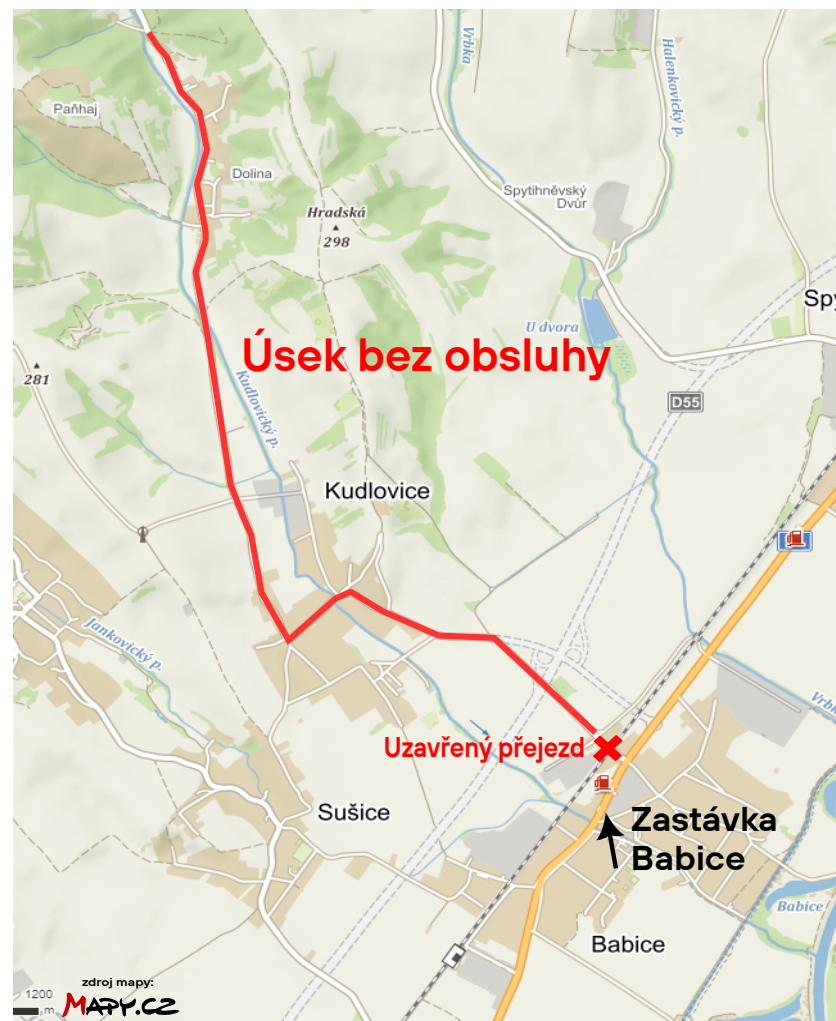 Vrbka
Halenkovický p.
Paňhaj
Dolina
Spytihněvský
Dvůr
Hradská
298
Spy
U dvora
Úsek bez obsluhy
281
Kudlovický p.
D55
Kudlovice
Jankovický p.
Vrbka
Uzavřený přejezd
Sušice
Zastávka
Babice
Babice
Babice
1200
m
zdroj mapy:
MAPY.CZ